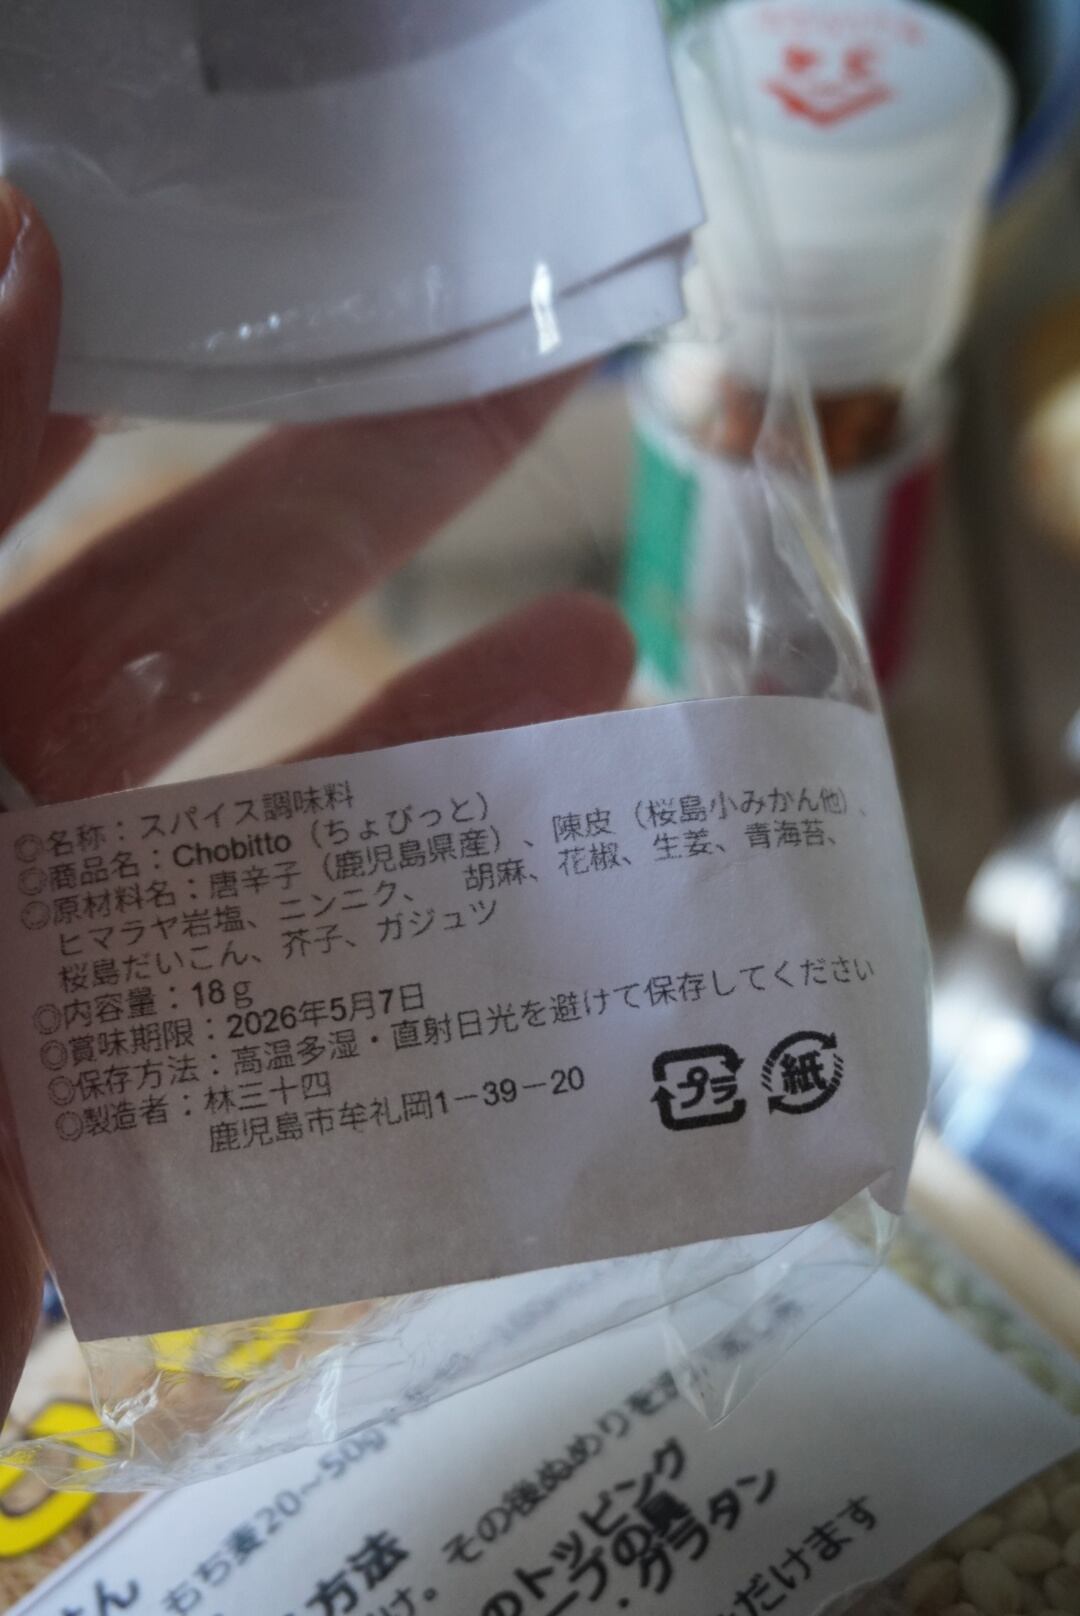 ◎名称：スパイス調味料
◎商品名：Chobitto（ちょびっと）
◎原材料名：唐辛子（鹿児島県産）、陳皮（桜島小みかん他）、
ヒマラヤ岩塩、ニンニク、 胡麻、花椒、生姜、青海苔、
桜島だいこん、芥子、ガジュツ
◎内容量：18g
◎賞味期限：2026年5月7日
◎保存方法：高温多湿・直射日光を避けて保存してください
◎製造者：林三十四
鹿児島市牟礼岡1－39－20
プラ
紙
もち麦20〜50g
その後ぬめりを
方法
のトッピング
プの具
・グラタン
だけます